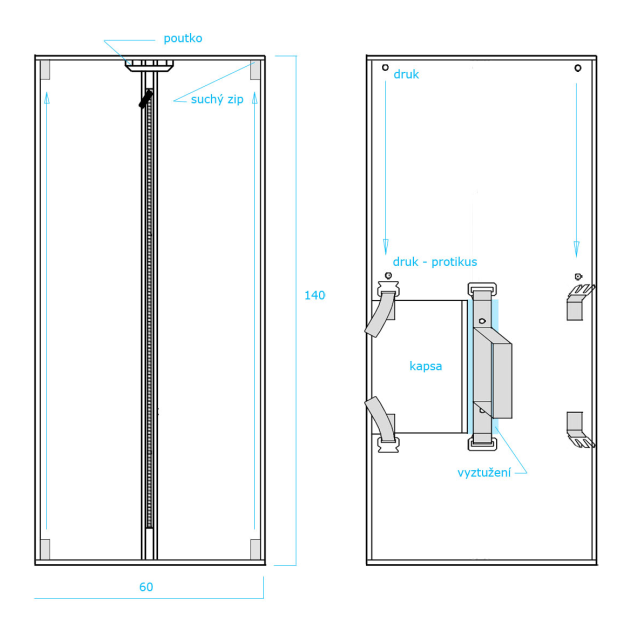 poutko
suchý zip
druk
druk - protikus
140
kapsa
vyztužení
60